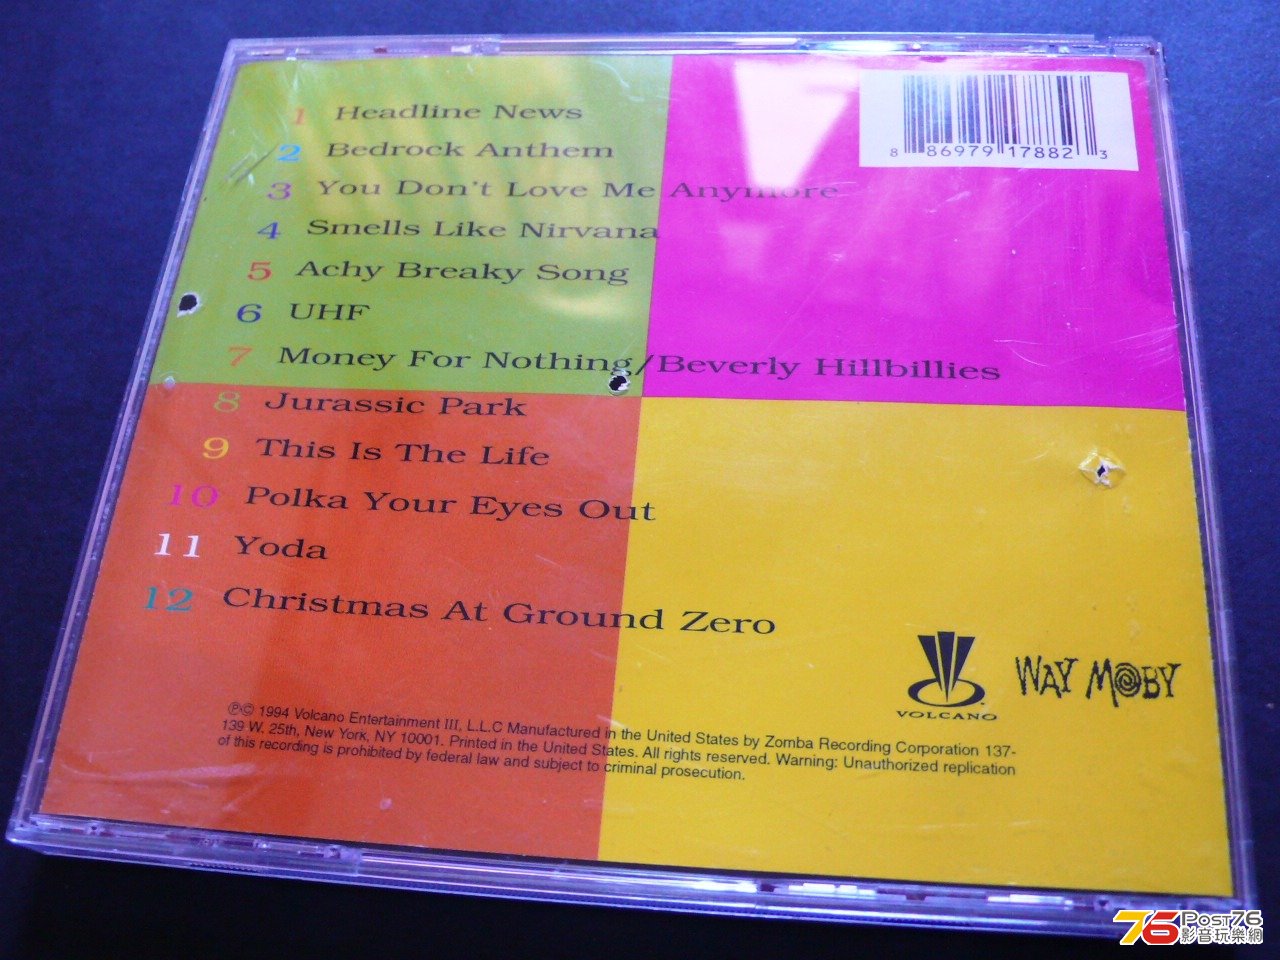 1 Headline News
2 Bedrock Anthem
3 You Don't Love Me Anymore
4 Smells Like Nirvana
5 Achy Breaky Song
6 UHF
7 Money For Nothing/Beverly Hillbillies
8 Jurassic Park
9 This Is The Life
10 Polka Your Eyes Out
11 Yoda
12 Christmas At Ground Zero
8 86979 17882 3
VOLCANO
WAY MOBY
℗© 1994 Volcano Entertainment III, L.L.C Manufactured in the United States by Zomba Recording Corporation 137-
139 W. 25th, New York, NY 10001. Printed in the United States. All rights reserved. Warning: Unauthorized replication
of this recording is prohibited by federal law and subject to criminal prosecution.
76 Post76
影音玩樂網